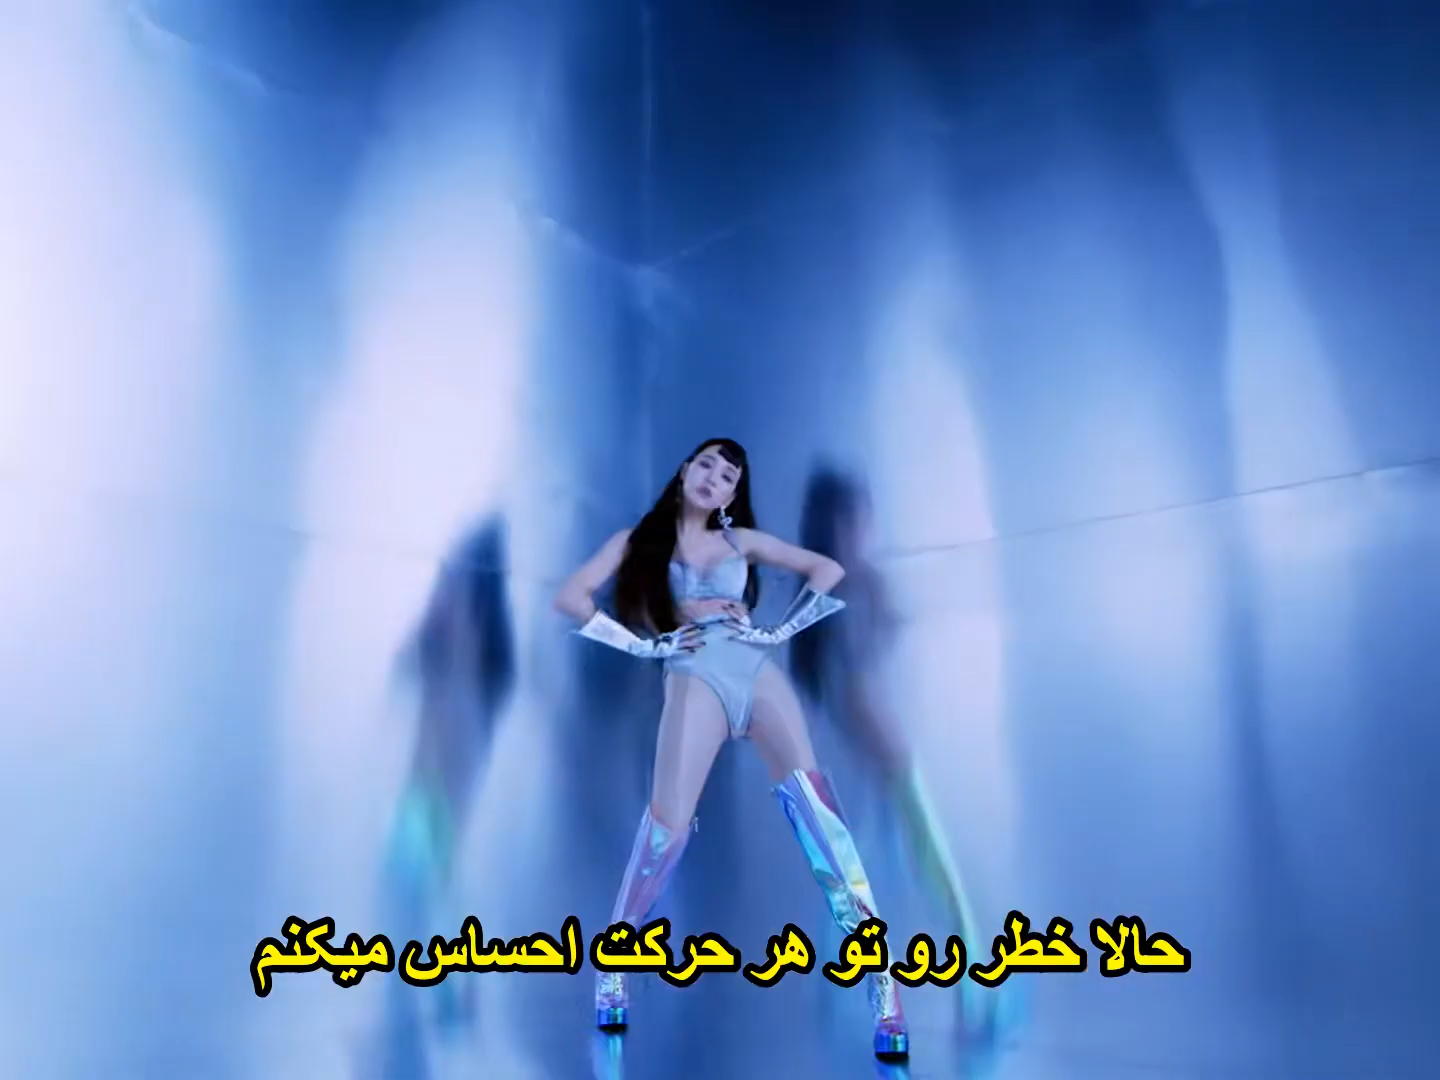 حالا خطر رو تو هر حرکت احساس میکنم